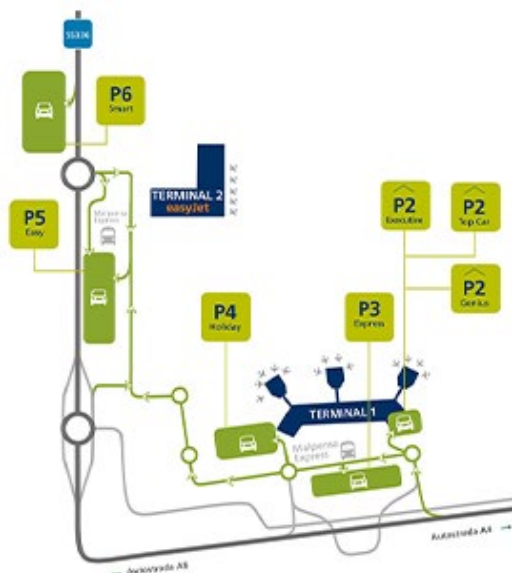 SS336
P6
Smart
TERMINAL 2
easyJet
P2
Executive
P2
Top Car
P5
Easy
Malpensa
Express
P2
Genius
P4
Holiday
P3
Express
TERMINAL 1
Malpensa
Express
Autostrada A8
Autostrada A8